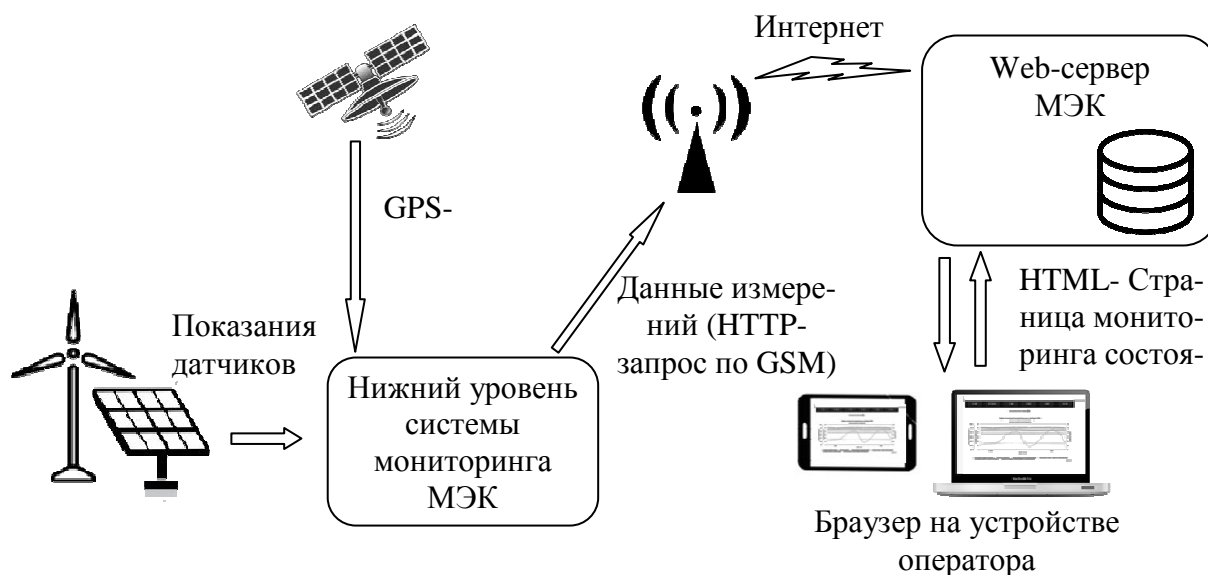 Интернет
Web-сервер
МЭК
GPS-
Показания
датчиков
Данные измере-
ний (HTTP-
запрос по GSM)
Нижний уровень
системы
мониторинга
МЭК
HTML- Стра-
ница монито-
ринга состоя-
Браузер на устройстве
оператора